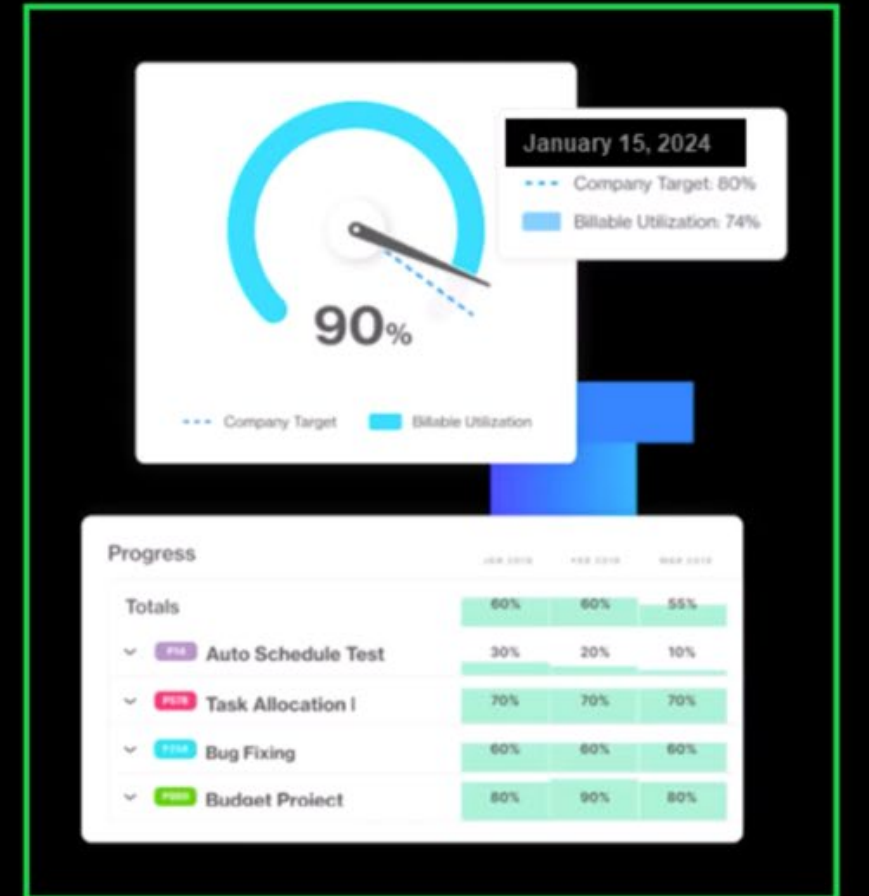 January 15, 2024
Company Target: 80%
Billable Utilization: 74%
90%
Company Target Billable Utilization
Progress
Totals 60% 60% 55%
Auto Schedule Test 30% 20% 10%
Task Allocation I 70% 70% 70%
Bug Fixing 60% 60% 60%
Budget Project 80% 90% 80%